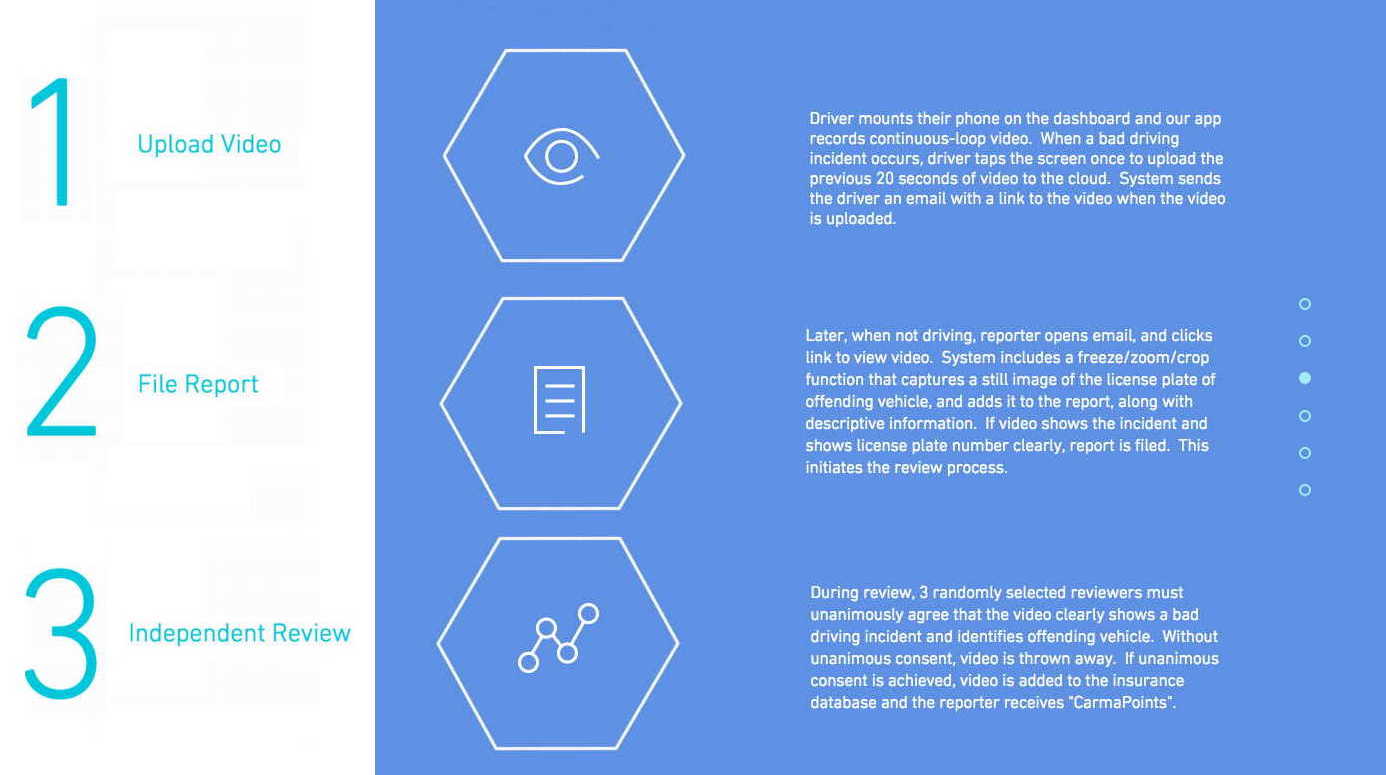 1
Upload Video
Driver mounts their phone on the dashboard and our app
records continuous-loop video.  When a bad driving
incident occurs, driver taps the screen once to upload the
previous 20 seconds of video to the cloud.  System sends
the driver an email with a link to the video when the video
is uploaded.
2
File Report
Later, when not driving, reporter opens email, and clicks
link to view video.  System includes a freeze/zoom/crop
function that captures a still image of the license plate of
offending vehicle, and adds it to the report, along with
descriptive information.  If video shows the incident and
shows license plate number clearly, report is filed.  This
initiates the review process.
3
Independent Review
During review, 3 randomly selected reviewers must
unanimously agree that the video clearly shows a bad
driving incident and identifies offending vehicle.  Without
unanimous consent, video is thrown away.  If unanimous
consent is achieved, video is added to the insurance
database and the reporter receives "CarmaPoints".